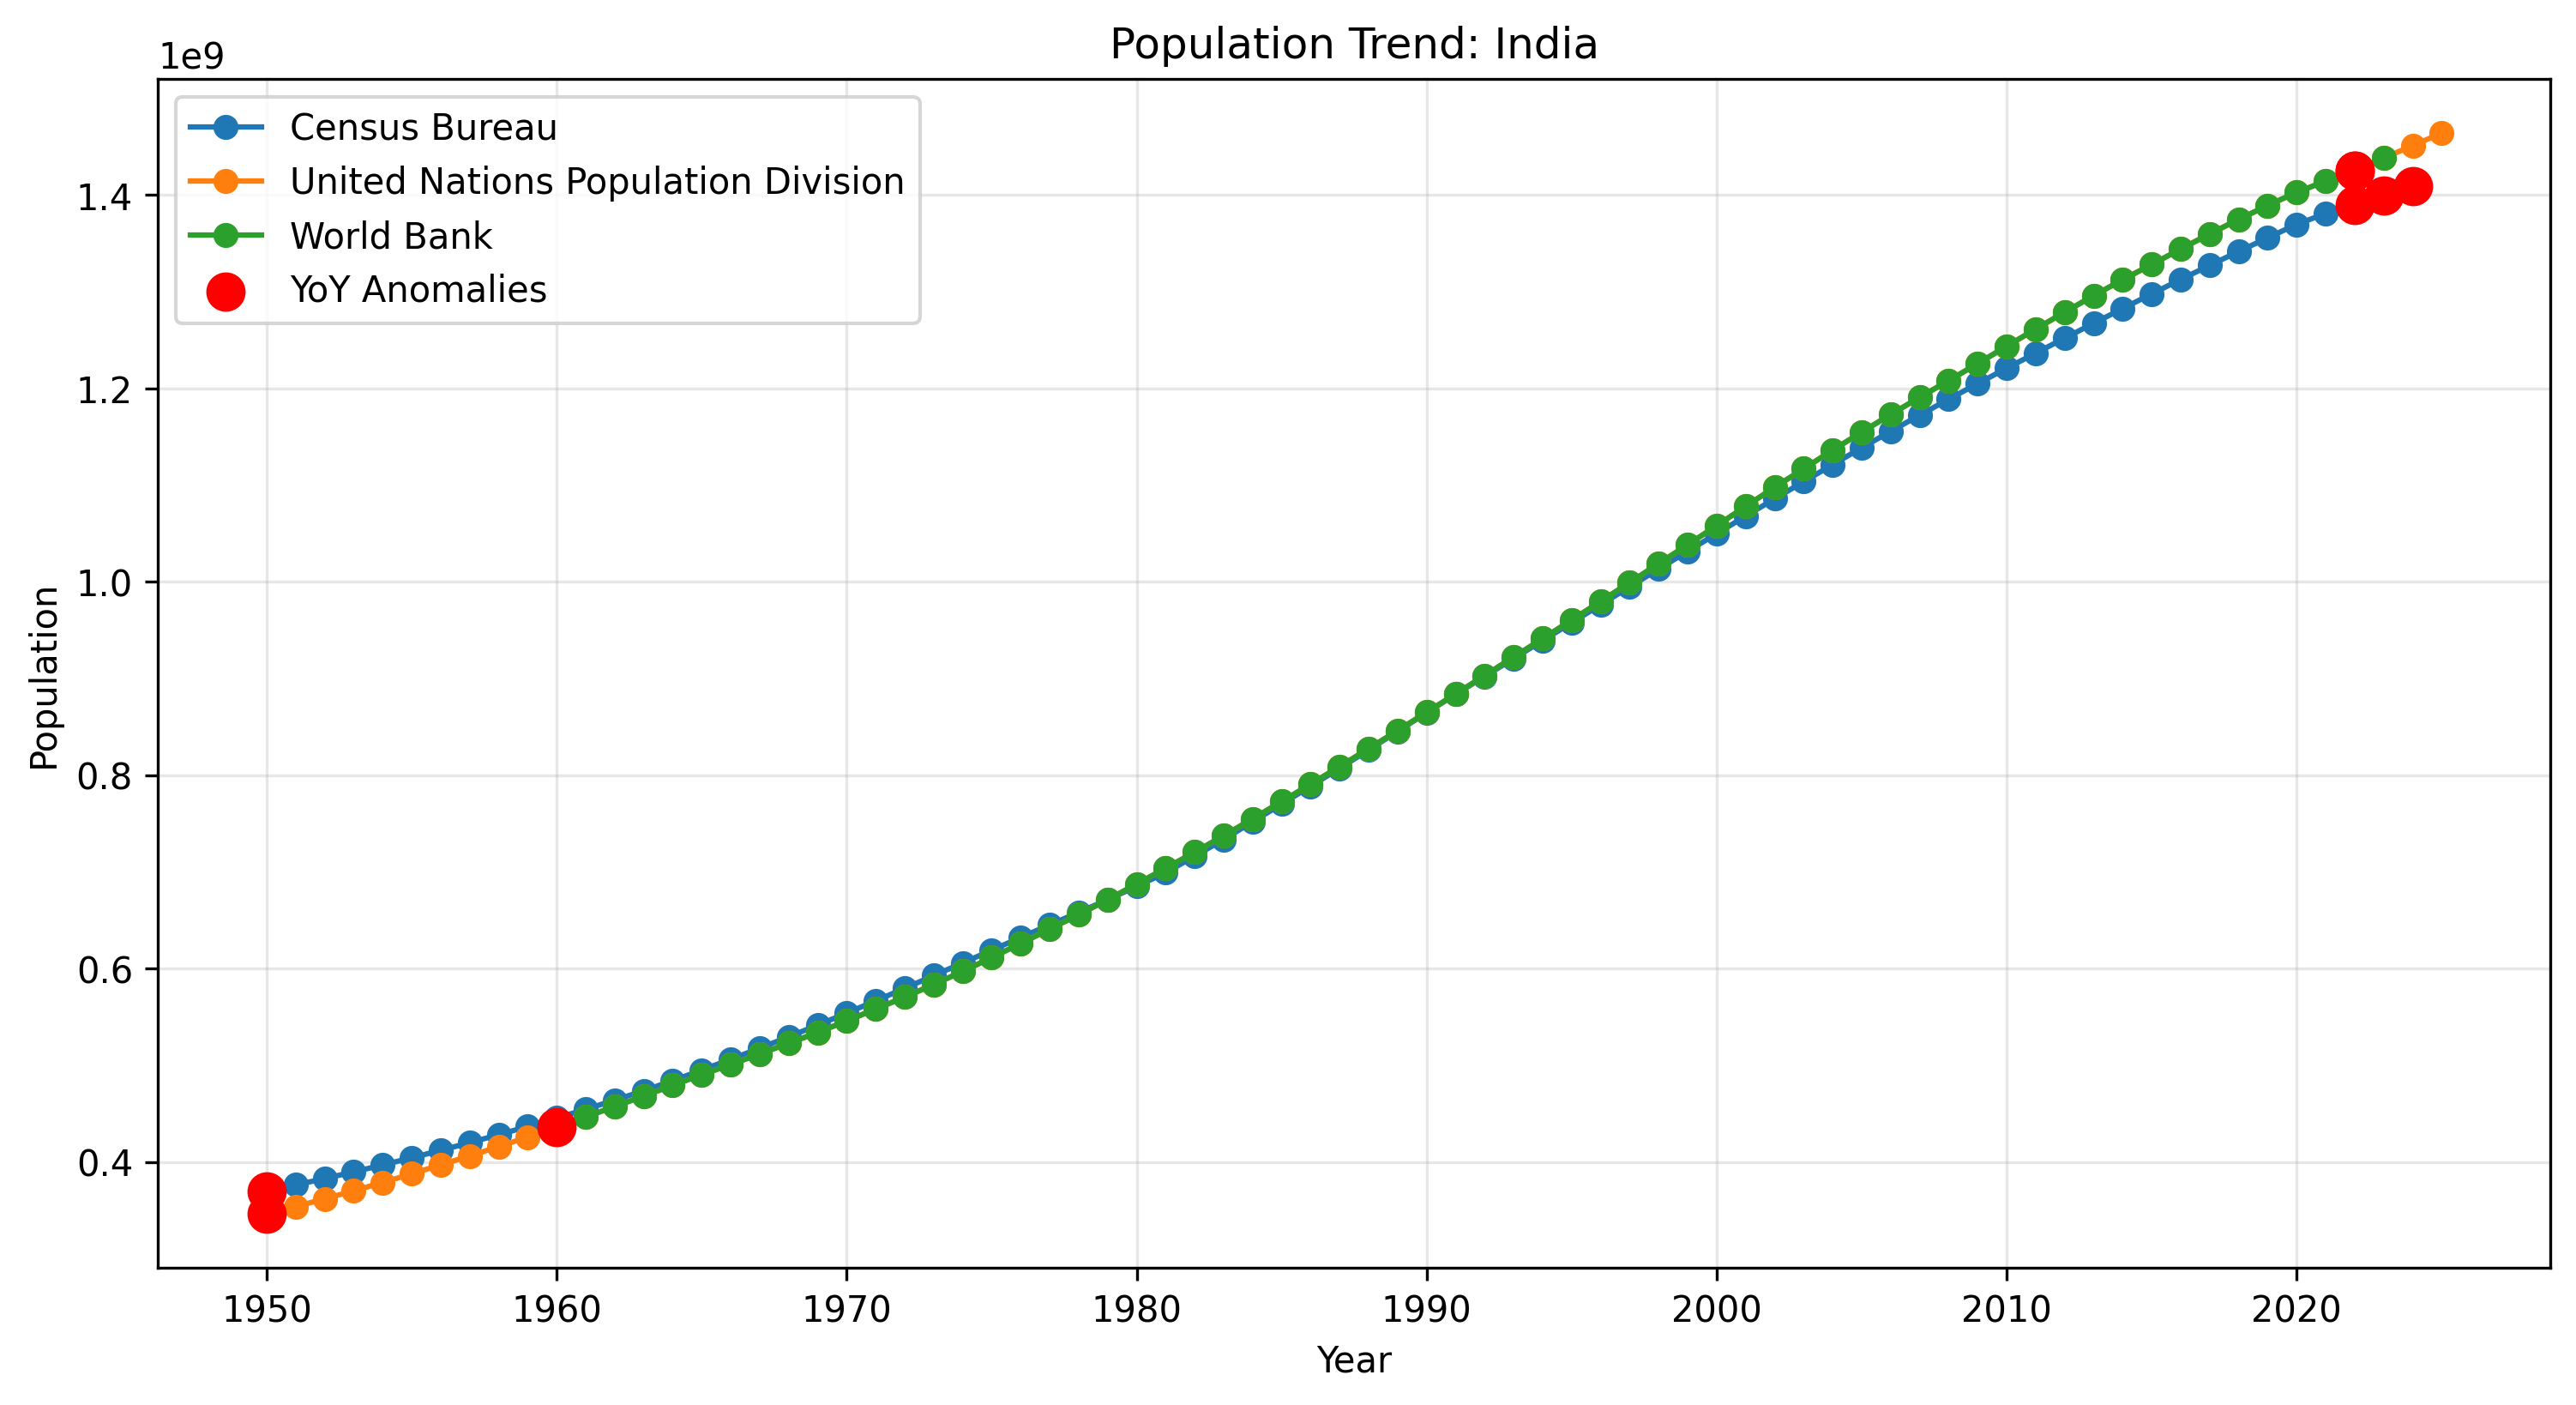 Population Trend: India
1e9
Census Bureau
United Nations Population Division
World Bank
YoY Anomalies
1.4
1.2
1.0
0.8
0.6
0.4
Population
1950 1960 1970 1980 1990 2000 2010 2020
Year